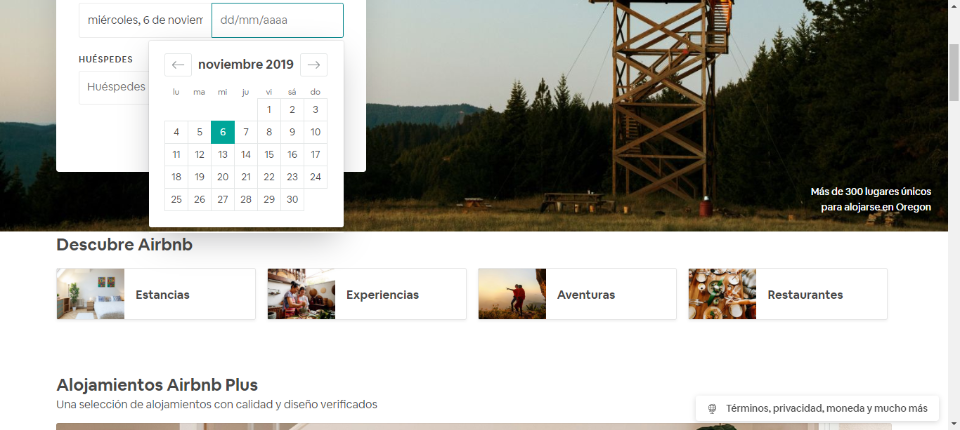 miércoles, 6 de noviem
dd/mm/aaaa
HUÉSPEDES
Huéspedes
noviembre 2019
lu ma mi ju vi sá do
1 2 3
4 5 6 7 8 9 10
11 12 13 14 15 16 17
18 19 20 21 22 23 24
25 26 27 28 29 30
Más de 300 lugares únicos
para alojarse en Oregon
Descubre Airbnb
Estancias
Experiencias
Aventuras
Restaurantes
Alojamientos Airbnb Plus
Una selección de alojamientos con calidad y diseño verificados
Términos, privacidad, moneda y mucho más